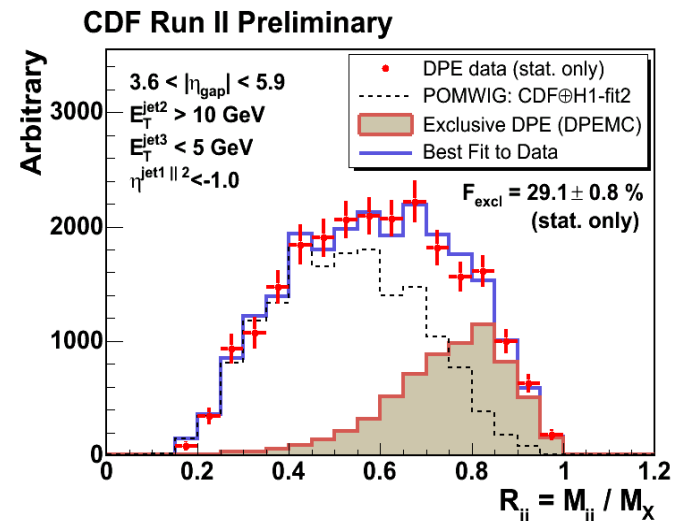 CDF Run II Preliminary
Arbitrary
3000
2000
1000
0
3.6 < |η_gap| < 5.9
E_T^jet2 > 10 GeV
E_T^jet3 < 5 GeV
η^jet1 || 2 <-1.0
DPE data (stat. only)
POMWIG: CDF⊕H1-fit2
Exclusive DPE (DPEMC)
Best Fit to Data
F_excl = 29.1 ± 0.8 %
(stat. only)
0 0.2 0.4 0.6 0.8 1 1.2
R_jj = M_jj / M_X